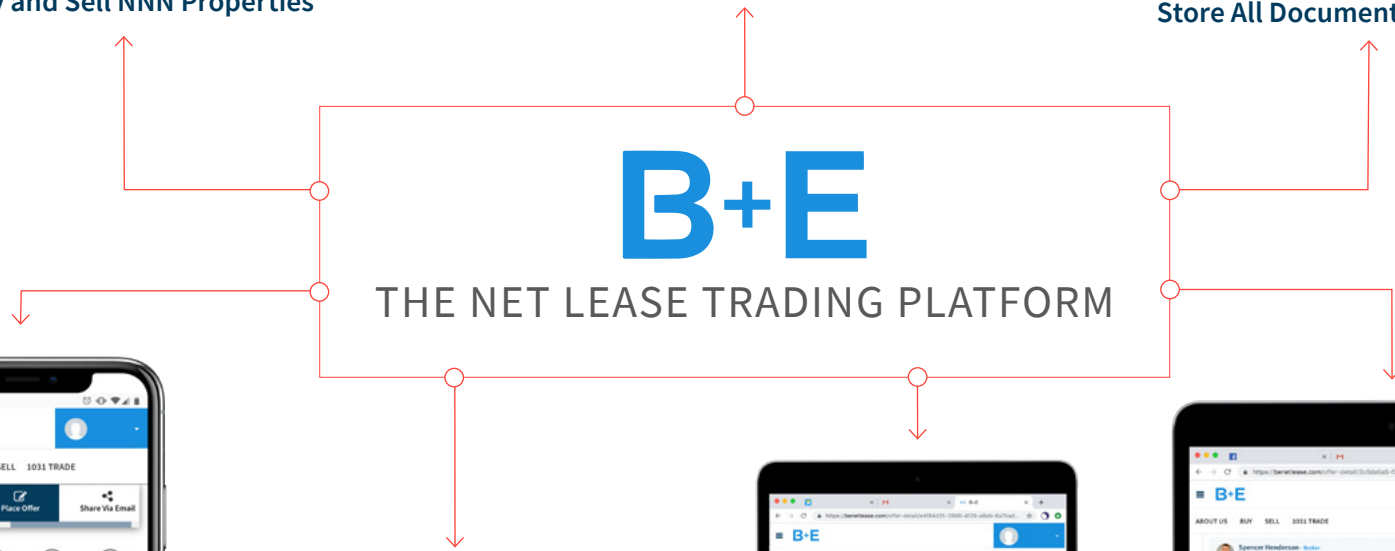 and Sell NNN Properties
Store All Document
B+E
THE NET LEASE TRADING PLATFORM
SELL 1031 TRADE
Place Offer
Share Via Email
B+E
B+E
ABOUT US BUY SELL 1031 TRADE
Spencer Henderson - Broker